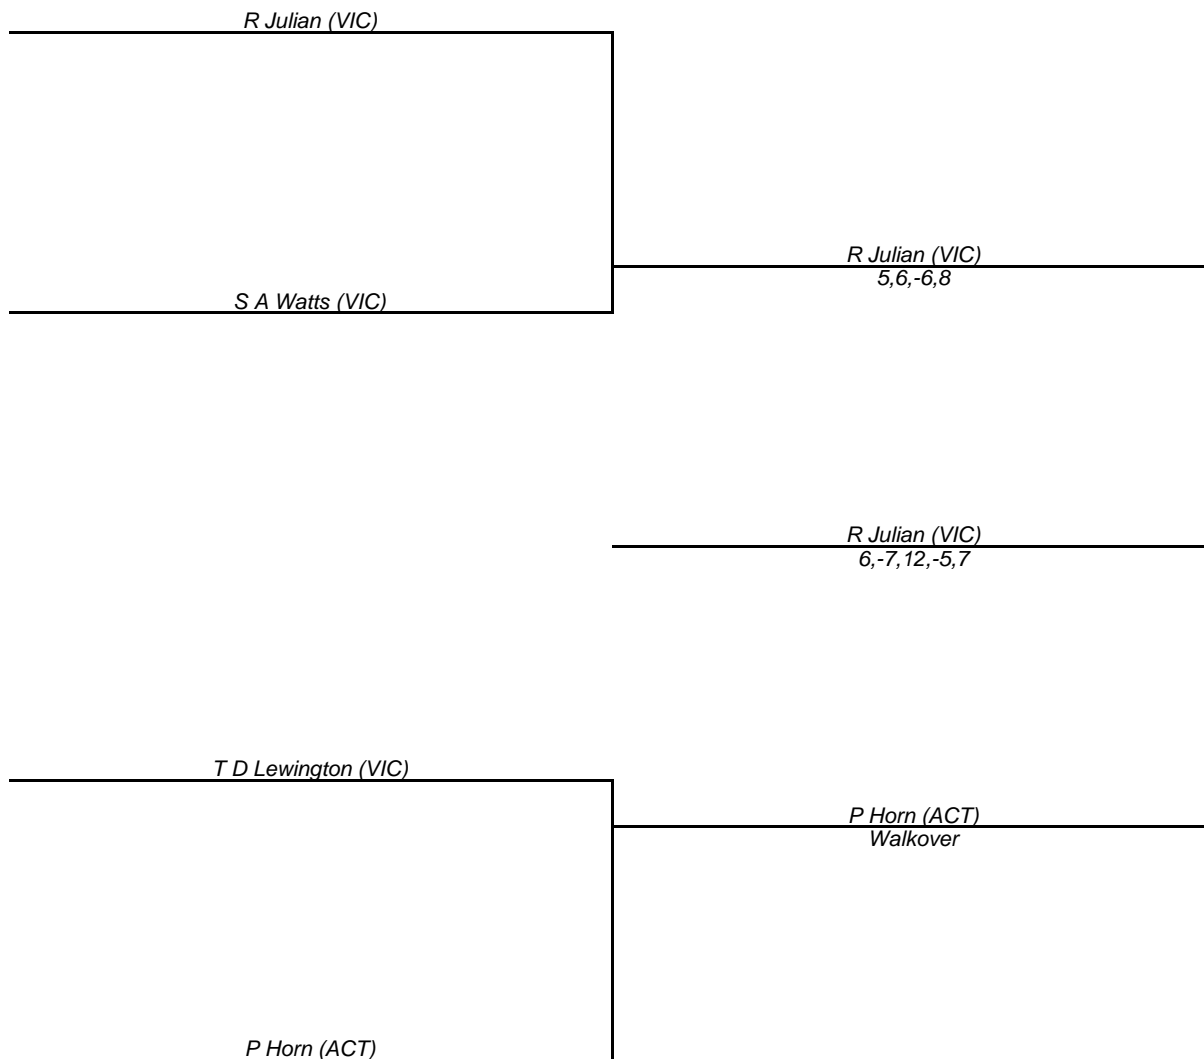 R Julian (VIC)
R Julian (VIC)
5,6,-6,8
S A Watts (VIC)
R Julian (VIC)
6,-7,12,-5,7
T D Lewington (VIC)
P Horn (ACT)
Walkover
P Horn (ACT)